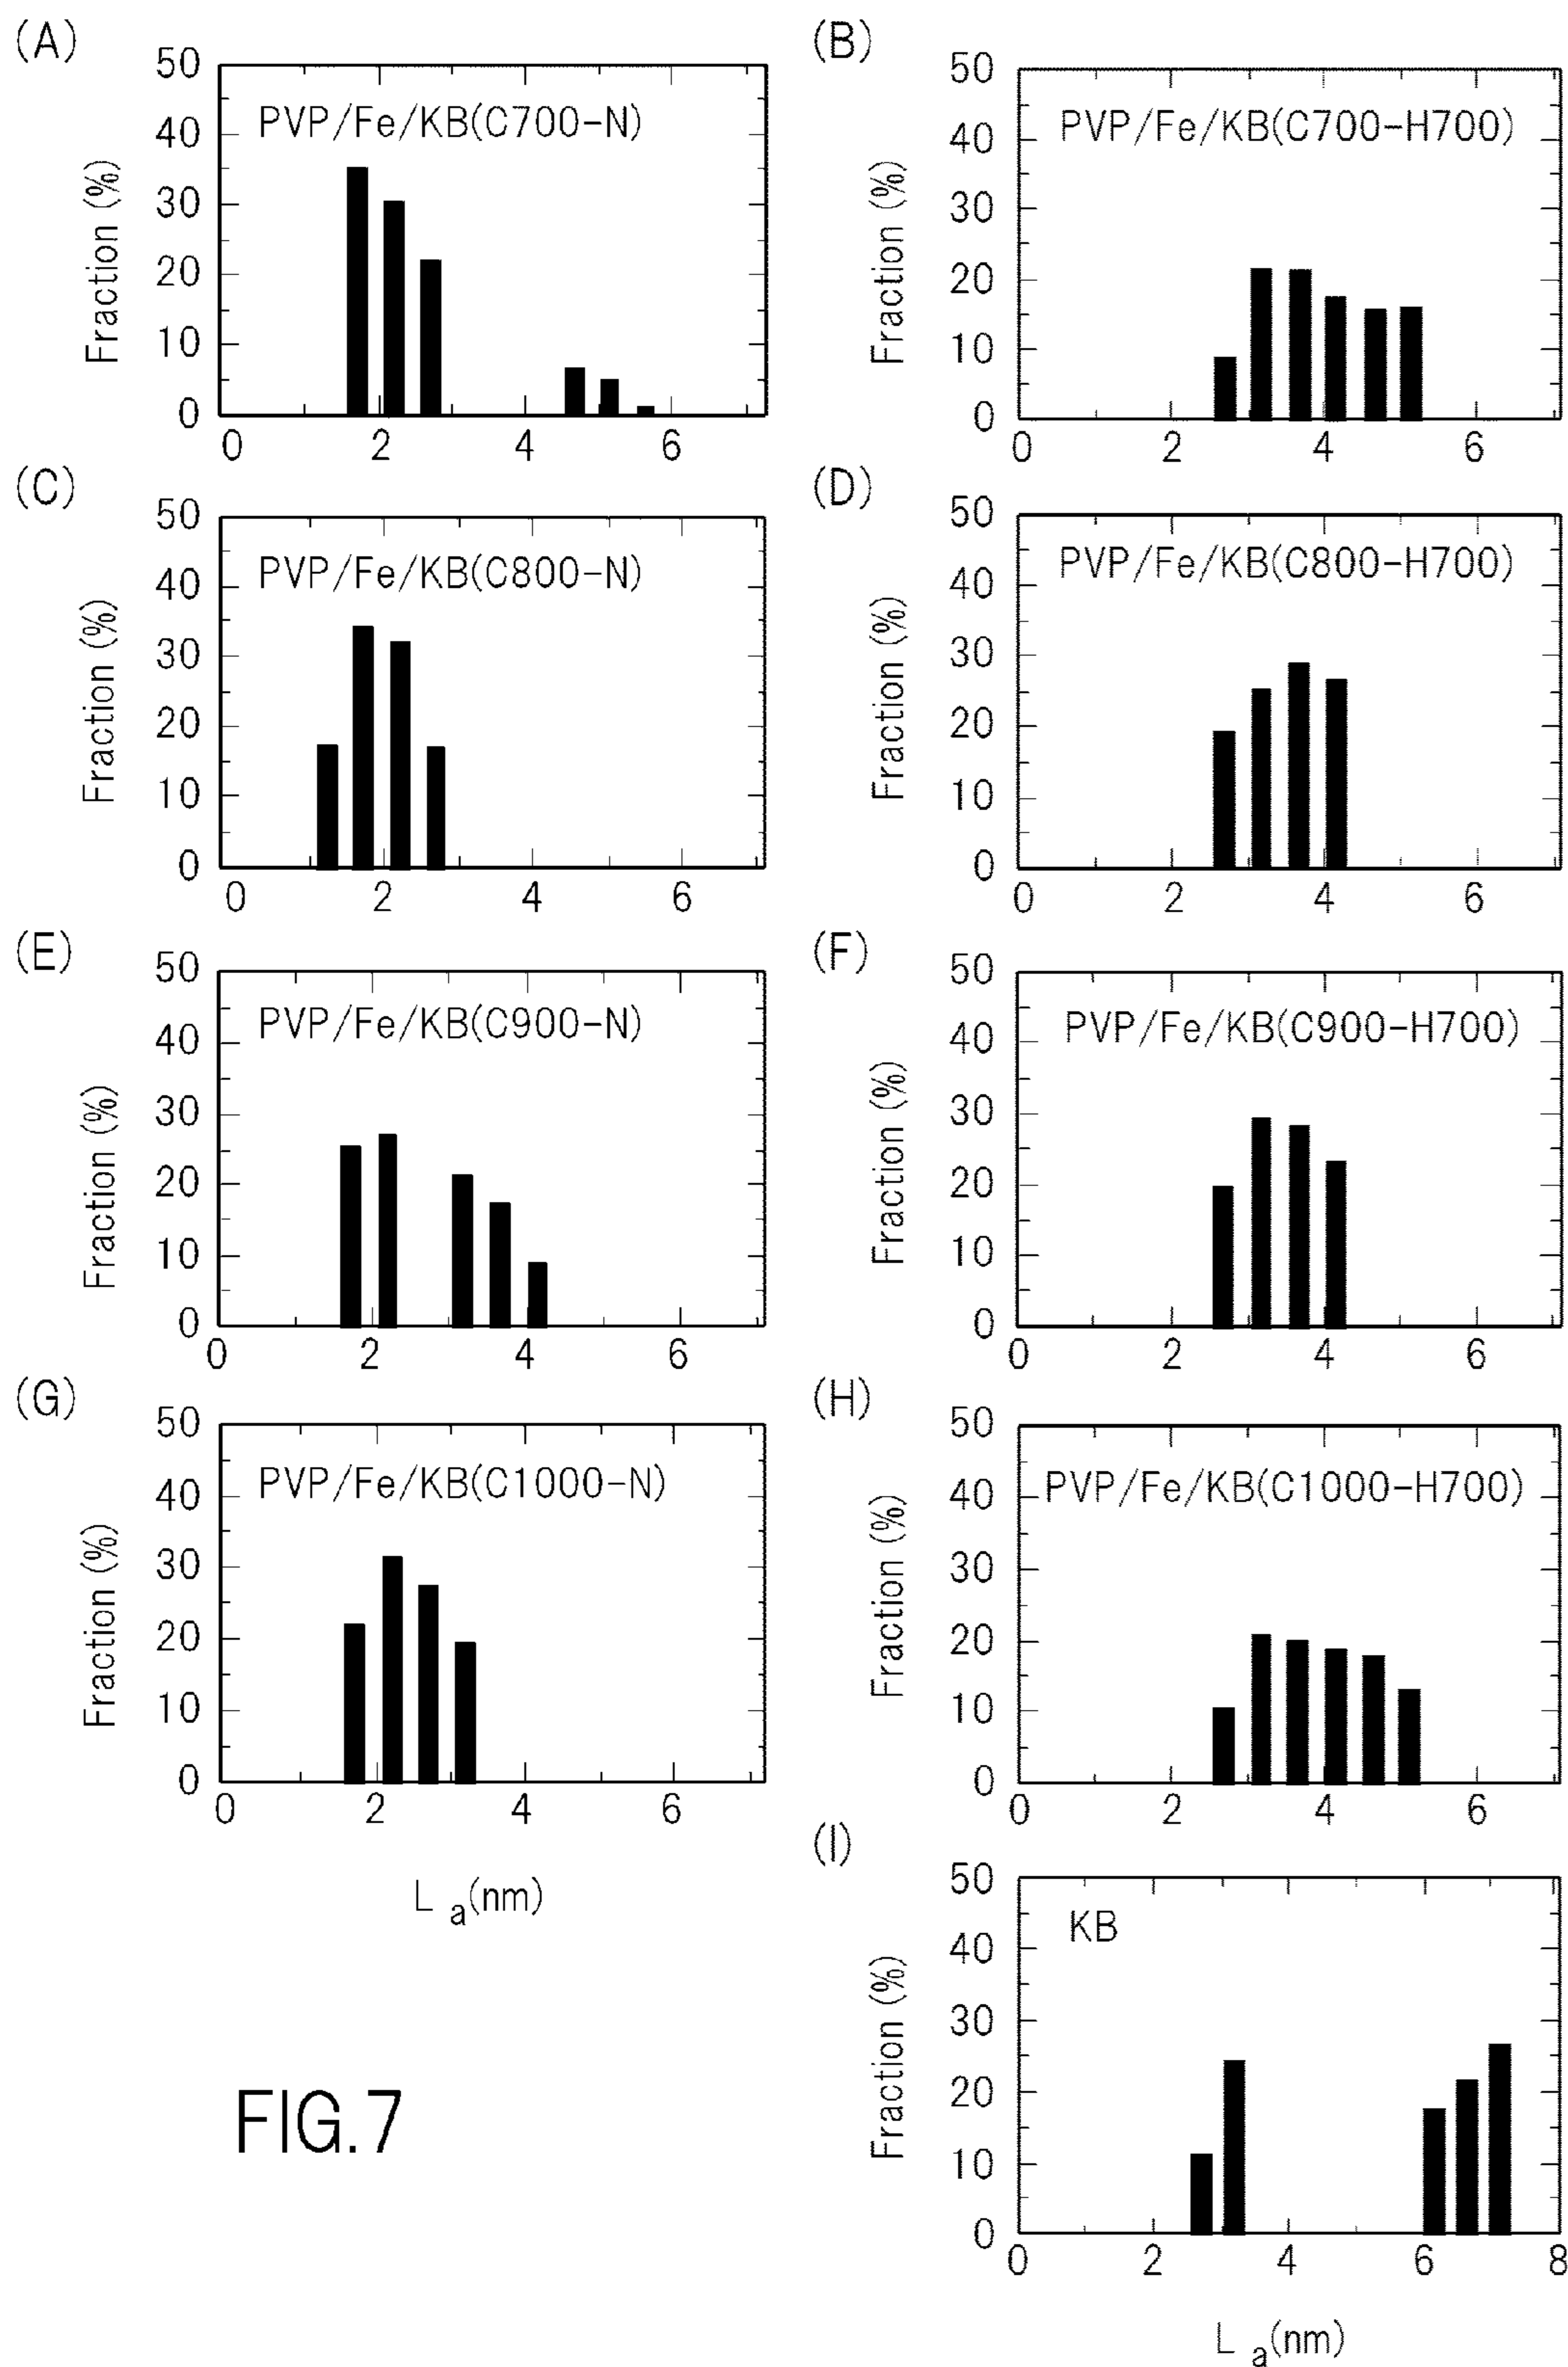 (A)
50
40
30
20
10
0
Fraction (%)
PVP/Fe/KB(C700-N)
0 2 4 6
(B)
50
40
30
20
10
0
Fraction (%)
PVP/Fe/KB(C700-H700)
0 2 4 6
(C)
50
40
30
20
10
0
Fraction (%)
PVP/Fe/KB(C800-N)
0 2 4 6
(D)
50
40
30
20
10
0
Fraction (%)
PVP/Fe/KB(C800-H700)
0 2 4 6
(E)
50
40
30
20
10
0
Fraction (%)
PVP/Fe/KB(C900-N)
0 2 4 6
(F)
50
40
30
20
10
0
Fraction (%)
PVP/Fe/KB(C900-H700)
0 2 4 6
(G)
50
40
30
20
10
0
Fraction (%)
PVP/Fe/KB(C1000-N)
0 2 4 6
L a(nm)
(H)
50
40
30
20
10
0
Fraction (%)
PVP/Fe/KB(C1000-H700)
0 2 4 6
(I)
50
40
30
20
10
0
Fraction (%)
KB
0 2 4 6 8
L a(nm)
FIG.7